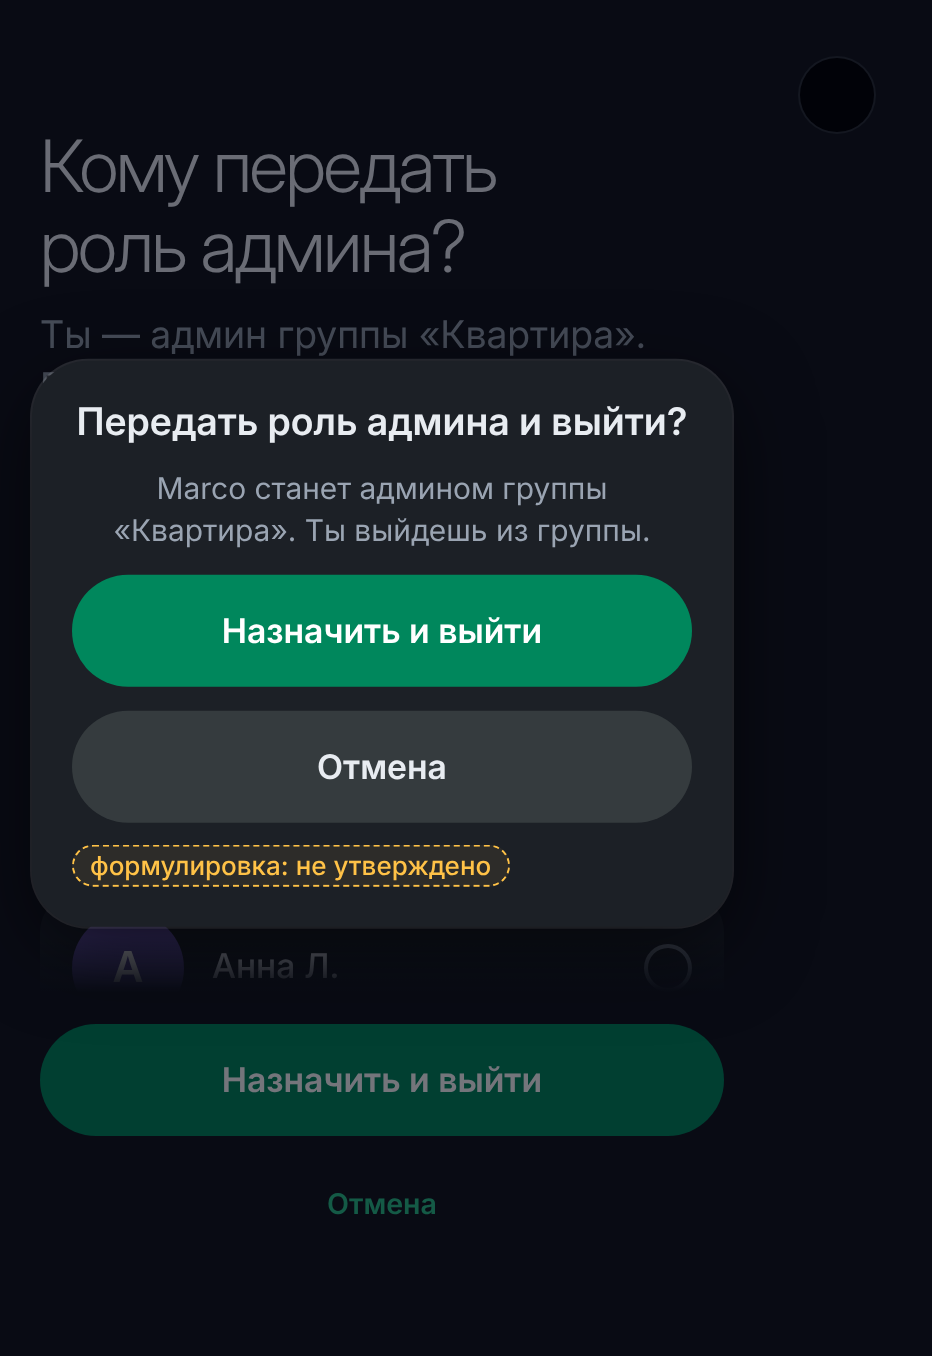 Кому передать
роль админа?
Ты — админ группы «Квартира».
Передать роль админа и выйти?
Marco станет админом группы
«Квартира». Ты выйдешь из группы.
Назначить и выйти
Отмена
формулировка: не утверждено
А
Анна Л.
Назначить и выйти
Отмена